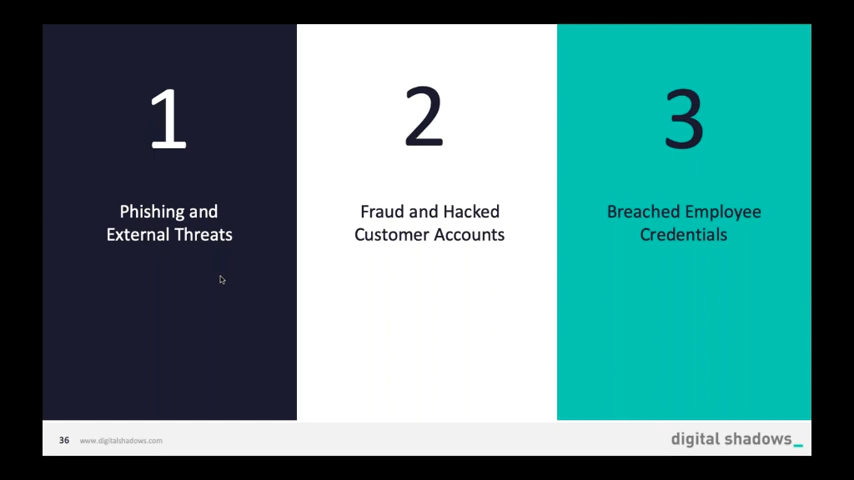 1
Phishing and
External Threats
2
Fraud and Hacked
Customer Accounts
3
Breached Employee
Credentials
36 www.digitalshadows.com
digital shadows_